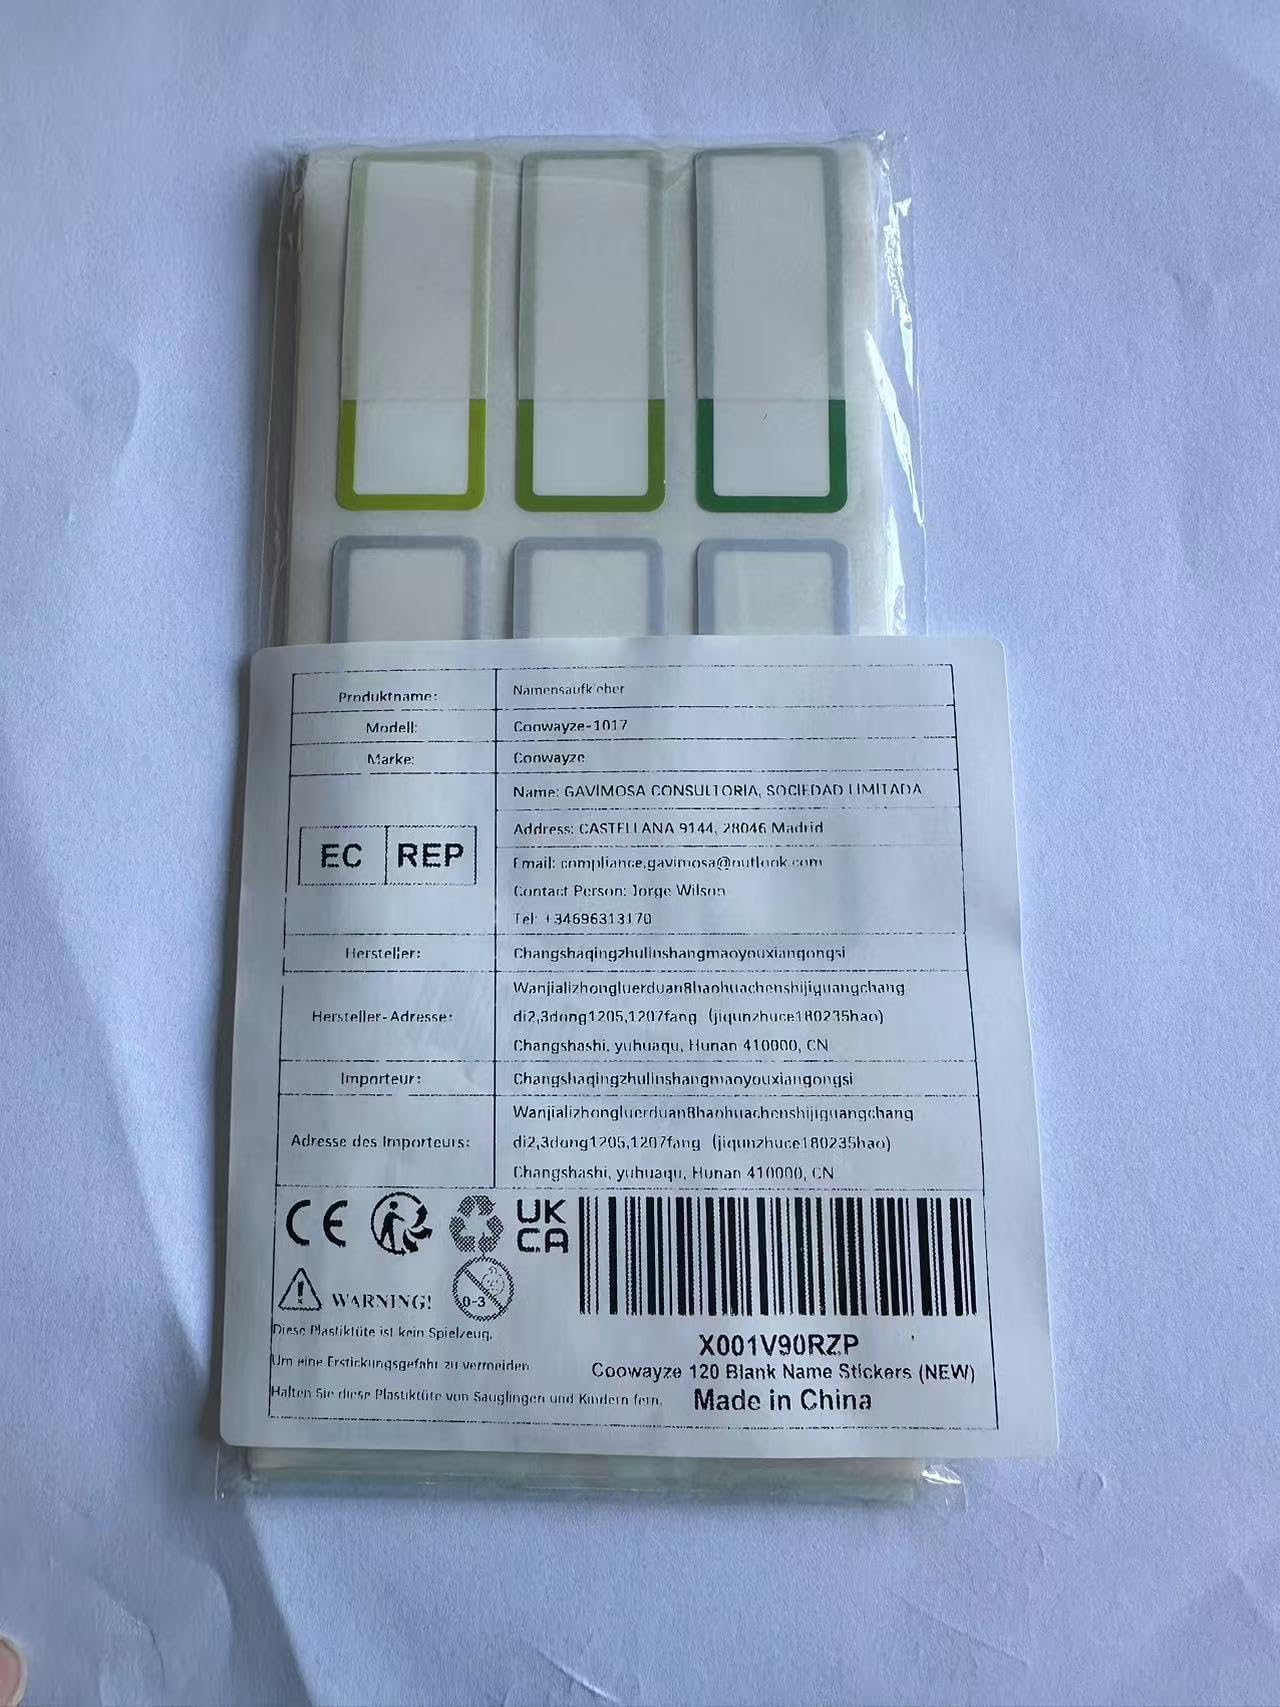 Produktname: Namensaufkleber
Modell: Coowayze-1017
Marke: Coowayze
EC REP
Name: GAVIMOSA CONSULTORIA, SOCIEDAD LIMITADA
Address: CASTELLANA 9144, 28046 Madrid
Email: compliance.gavimosa@outlook.com
Contact Person: Jorge Wilson
Tel: +34696313170
Hersteller: Changshaqingzhulinshangmaoyouxiangongsi
Hersteller-Adresse: Wanjializhongluerduan8haohuachenshijiguangchang
di2,3dong1205,1207fang (jiqunzhuce180235hao)
Changshashi, yuhuaqu, Hunan 410000, CN
Importeur: Changshaqingzhulinshangmaoyouxiangongsi
Adresse des Importeurs: Wanjializhongluerduan8haohuachenshijiguangchang
di2,3dong1205,1207fang (jiqunzhuce180235hao)
Changshashi, yuhuaqu, Hunan 410000, CN
CE
UK
CA
WARNING!
0-3
Diese Plastiktüte ist kein Spielzeug.
Um eine Erstickungsgefahr zu vermeiden
Halten Sie diese Plastiktüte von Säuglingen und Kindern fern.
X001V90RZP
Coowayze 120 Blank Name Stickers (NEW)
Made in China